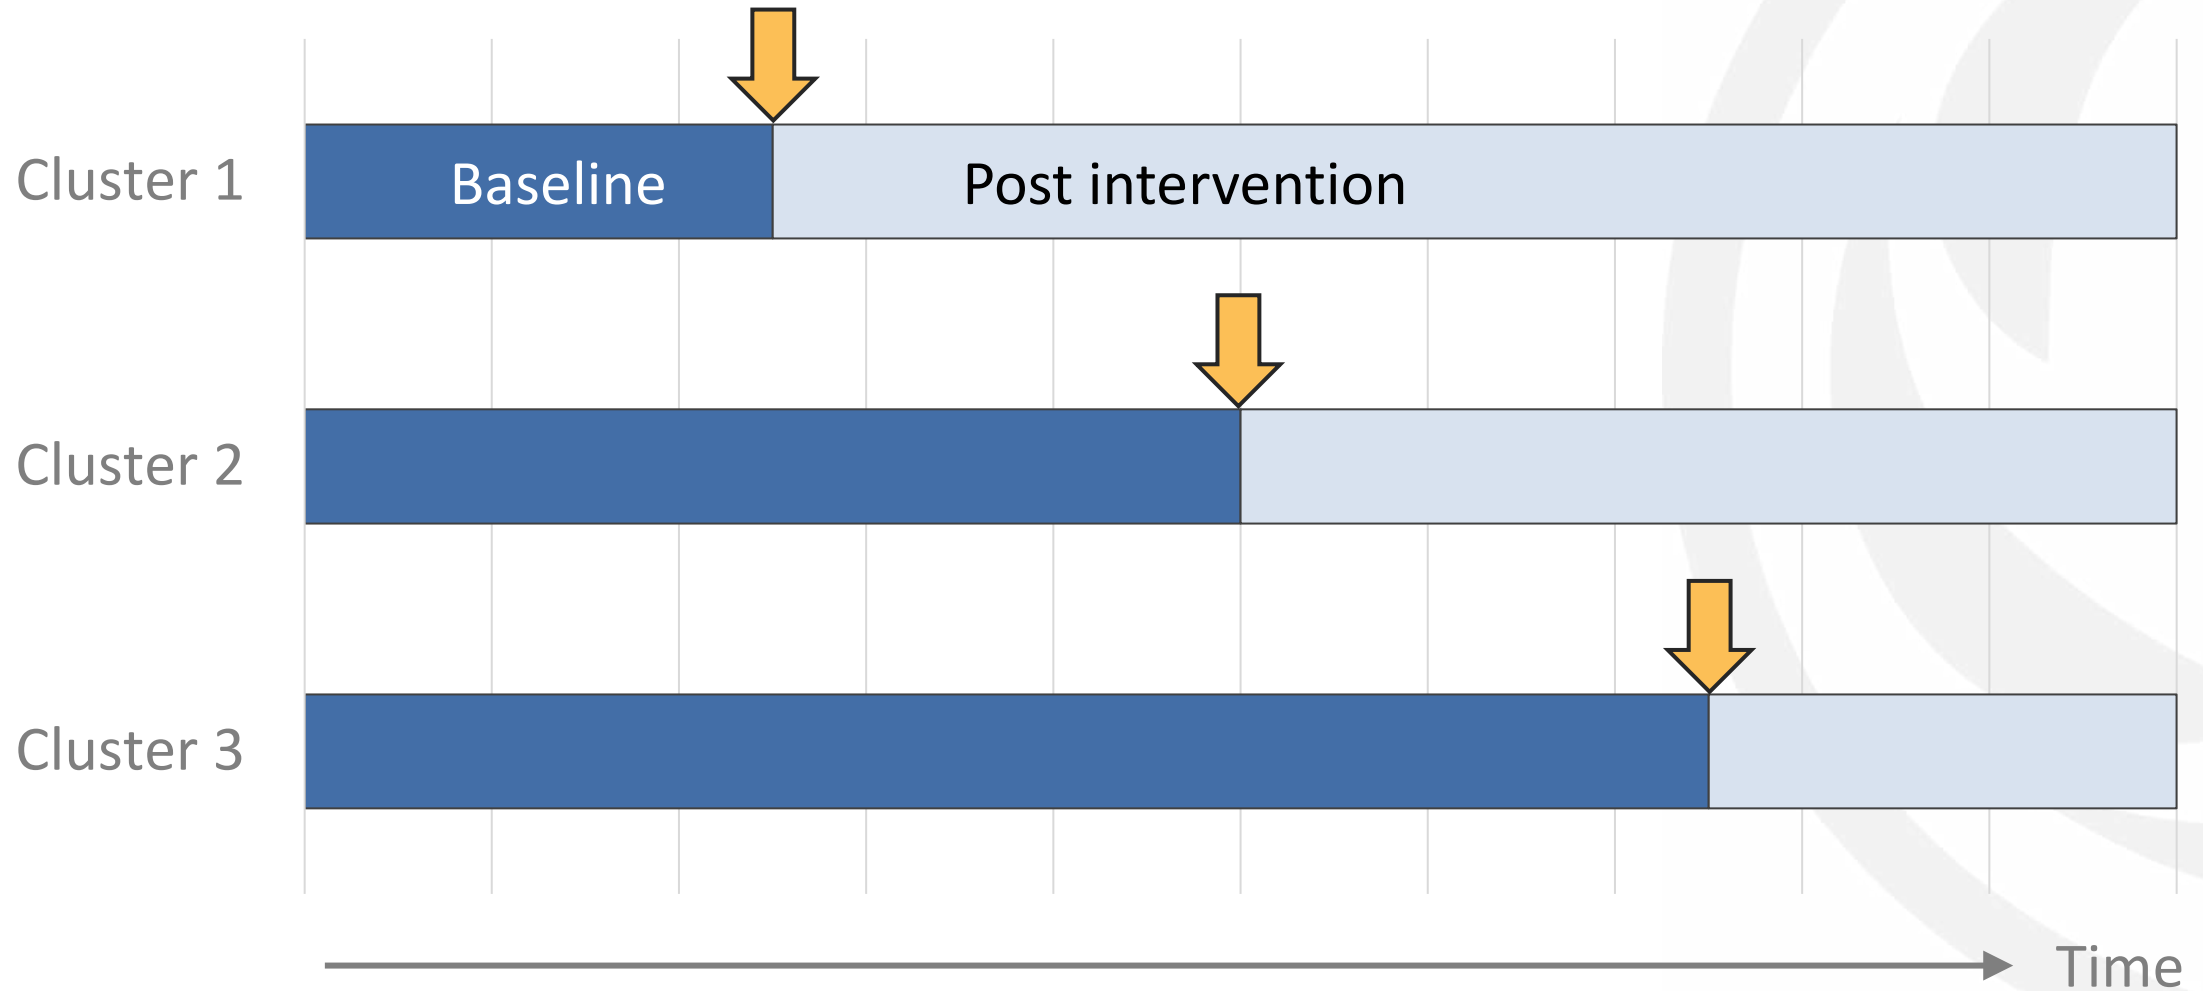 Cluster 1
Baseline
Post intervention
Cluster 2
Cluster 3
Time